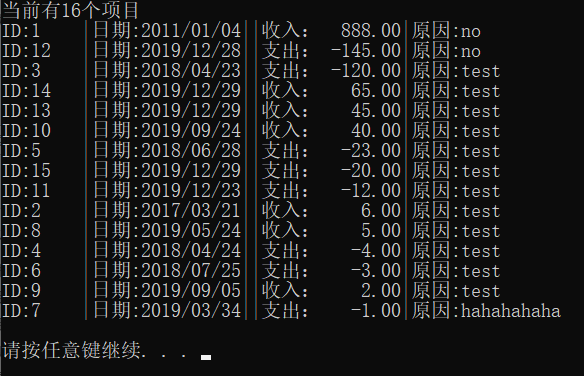 当前有16个项目
ID:1 |日期:2011/01/04||收入: 888.00|原因:no
ID:12 |日期:2019/12/28||支出: -145.00|原因:no
ID:3 |日期:2018/04/23||支出: -120.00|原因:test
ID:14 |日期:2019/12/29||收入: 65.00|原因:test
ID:13 |日期:2019/12/29||收入: 45.00|原因:test
ID:10 |日期:2019/09/24||收入: 40.00|原因:test
ID:5 |日期:2018/06/28||支出: -23.00|原因:test
ID:15 |日期:2019/12/29||支出: -20.00|原因:test
ID:11 |日期:2019/12/23||支出: -12.00|原因:test
ID:2 |日期:2017/03/21||收入: 6.00|原因:test
ID:8 |日期:2019/05/24||收入: 5.00|原因:test
ID:4 |日期:2018/04/24||支出: -4.00|原因:test
ID:6 |日期:2018/07/25||支出: -3.00|原因:test
ID:9 |日期:2019/09/05||收入: 2.00|原因:test
ID:7 |日期:2019/03/34||支出: -1.00|原因:hahahahaha
请按任意键继续. . .